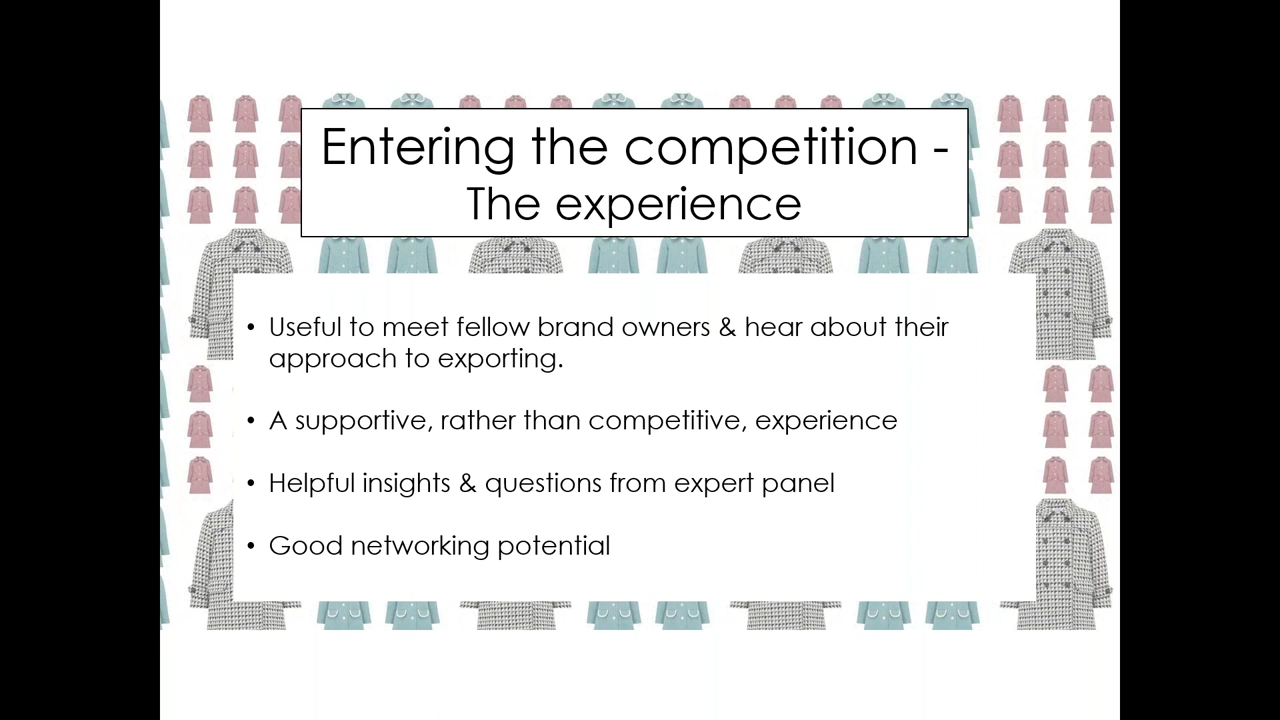 Entering the competition -
The experience
• Useful to meet fellow brand owners & hear about their
approach to exporting.
• A supportive, rather than competitive, experience
• Helpful insights & questions from expert panel
• Good networking potential